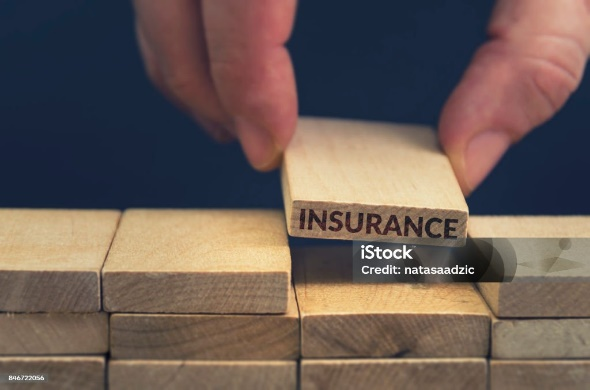 INSURANCE
iStock
Credit: natasaadzic
846722056